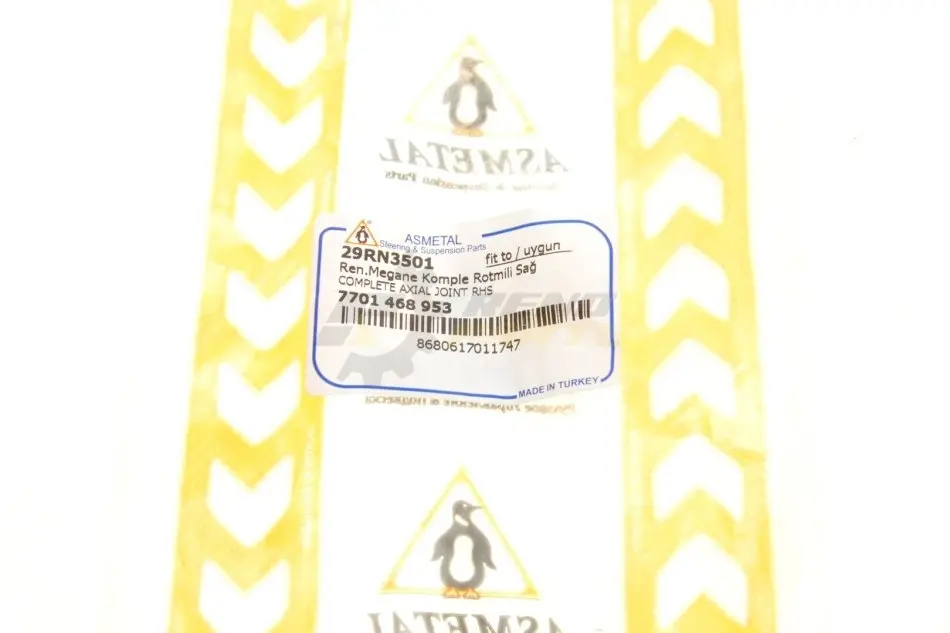 ASMETAL
ASMETAL
Steering & Suspension Parts
29RN3501
fit to / uygun
Ren.Megane Komple Rotmili Sağ
COMPLETE AXIAL JOINT RHS
7701 468 953
8680617011747
MADE IN TURKEY
ASMETAL